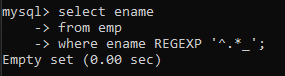 mysql> select ename
    -> from emp
    -> where ename REGEXP '^.*_';
Empty set (0.00 sec)